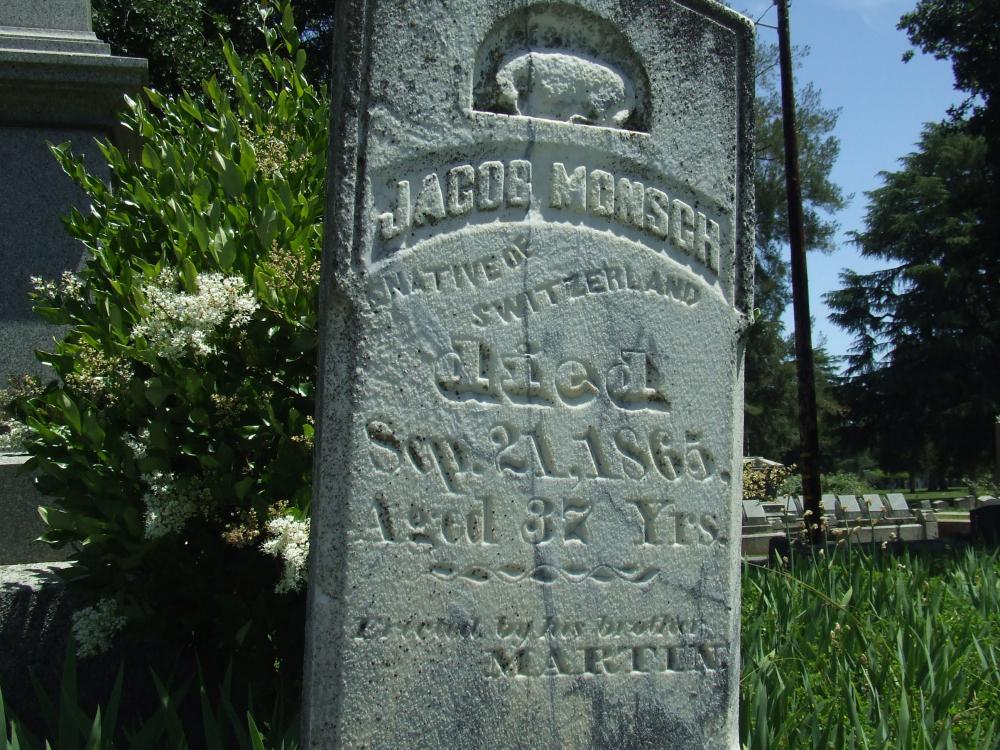 JACOB MONSCH
NATIVE OF
SWITZERLAND
died
Sep. 21, 1865.
Aged 37 Yrs.
Erected by his brother
MARTIN.